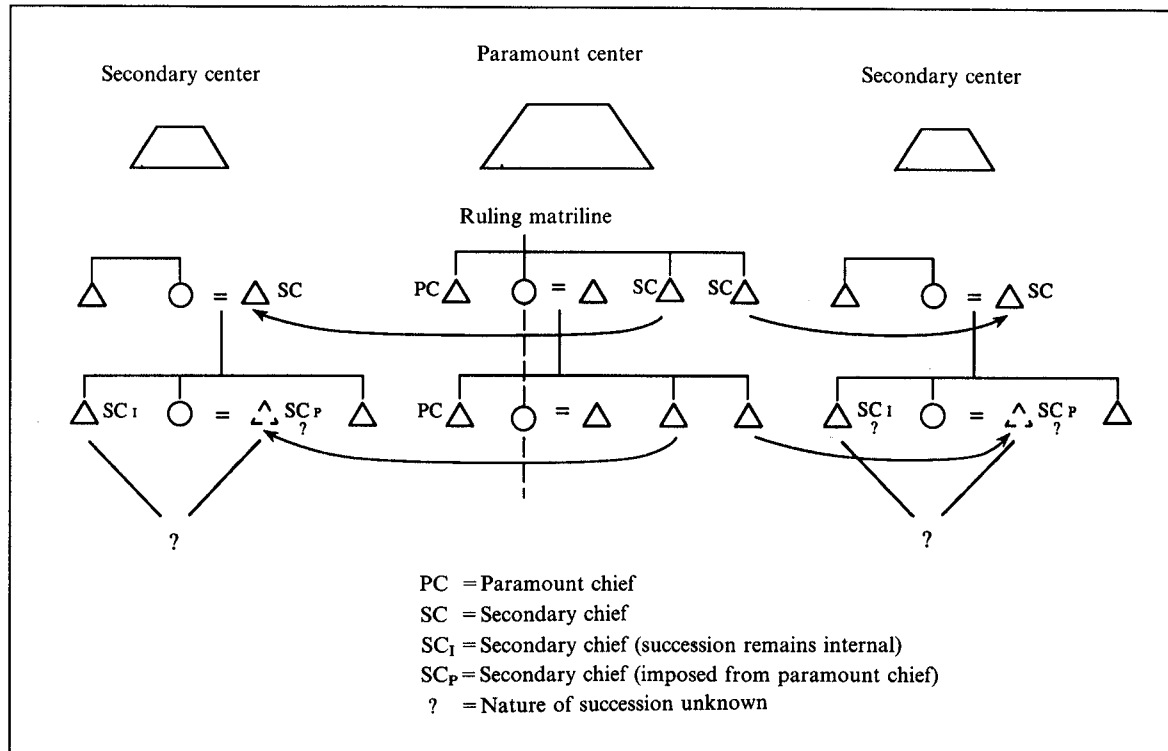 Secondary center Paramount center Secondary center
Ruling matriline
= SC PC = SC SC = SC
SC I = SC P ? PC = SC I ? = SC P ?
? ?
PC = Paramount chief
SC = Secondary chief
SC I = Secondary chief (succession remains internal)
SC P = Secondary chief (imposed from paramount chief)
? = Nature of succession unknown